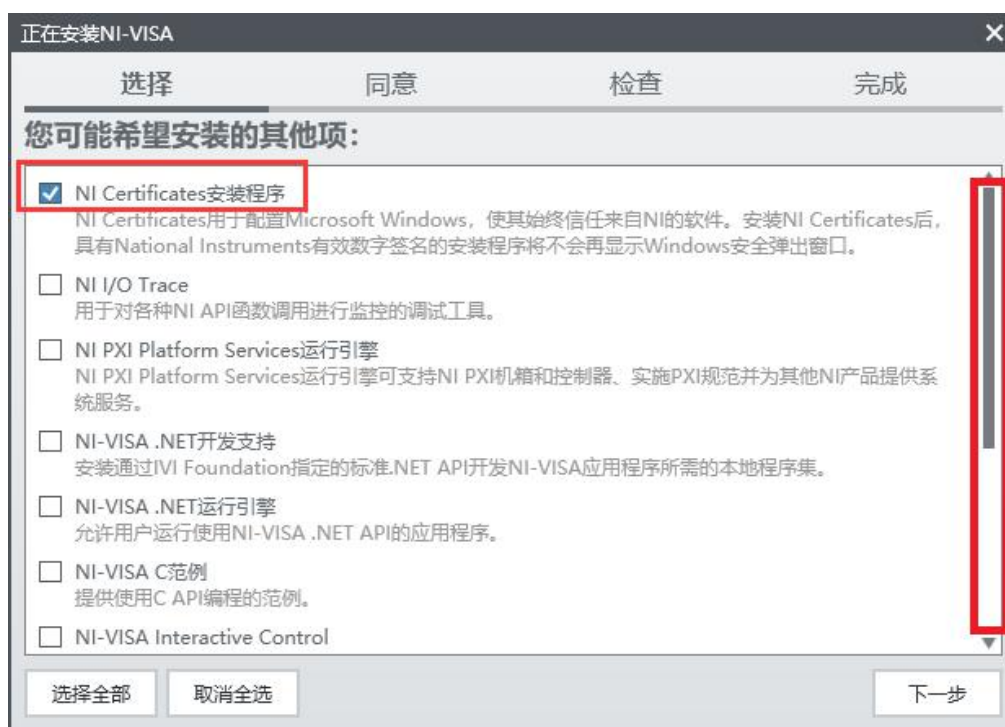 正在安装NI-VISA
选择 同意 检查 完成
您可能希望安装的其他项：
NI Certificates安装程序
NI Certificates用于配置Microsoft Windows，使其始终信任来自NI的软件。安装NI Certificates后，
具有National Instruments有效数字签名的安装程序将不会再显示Windows安全弹出窗口。
NI I/O Trace
用于对各种NI API函数调用进行监控的调试工具。
NI PXI Platform Services运行引擎
NI PXI Platform Services运行引擎可支持NI PXI机箱和控制器、实施PXI规范并为其他NI产品提供系
统服务。
NI-VISA .NET开发支持
安装通过IVI Foundation指定的标准.NET API开发NI-VISA应用程序所需的本地程序集。
NI-VISA .NET运行引擎
允许用户运行使用NI-VISA .NET API的应用程序。
NI-VISA C范例
提供使用C API编程的范例。
NI-VISA Interactive Control
选择全部 取消全选 下一步